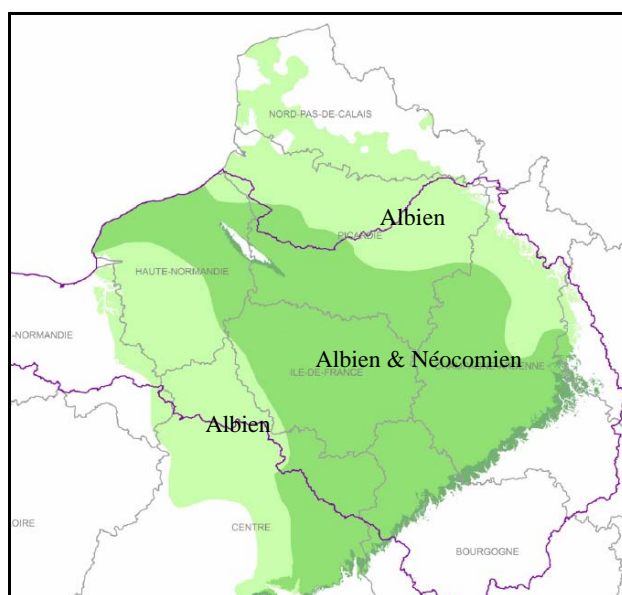 NORD-PAS-DE-CALAIS
Albien
PICARDIE
HAUTE-NORMANDIE
-NORMANDIE
Albien & Néocomien
ILE-DE-FRANCE
Albien
OIRE
CENTRE
BOURGOGNE